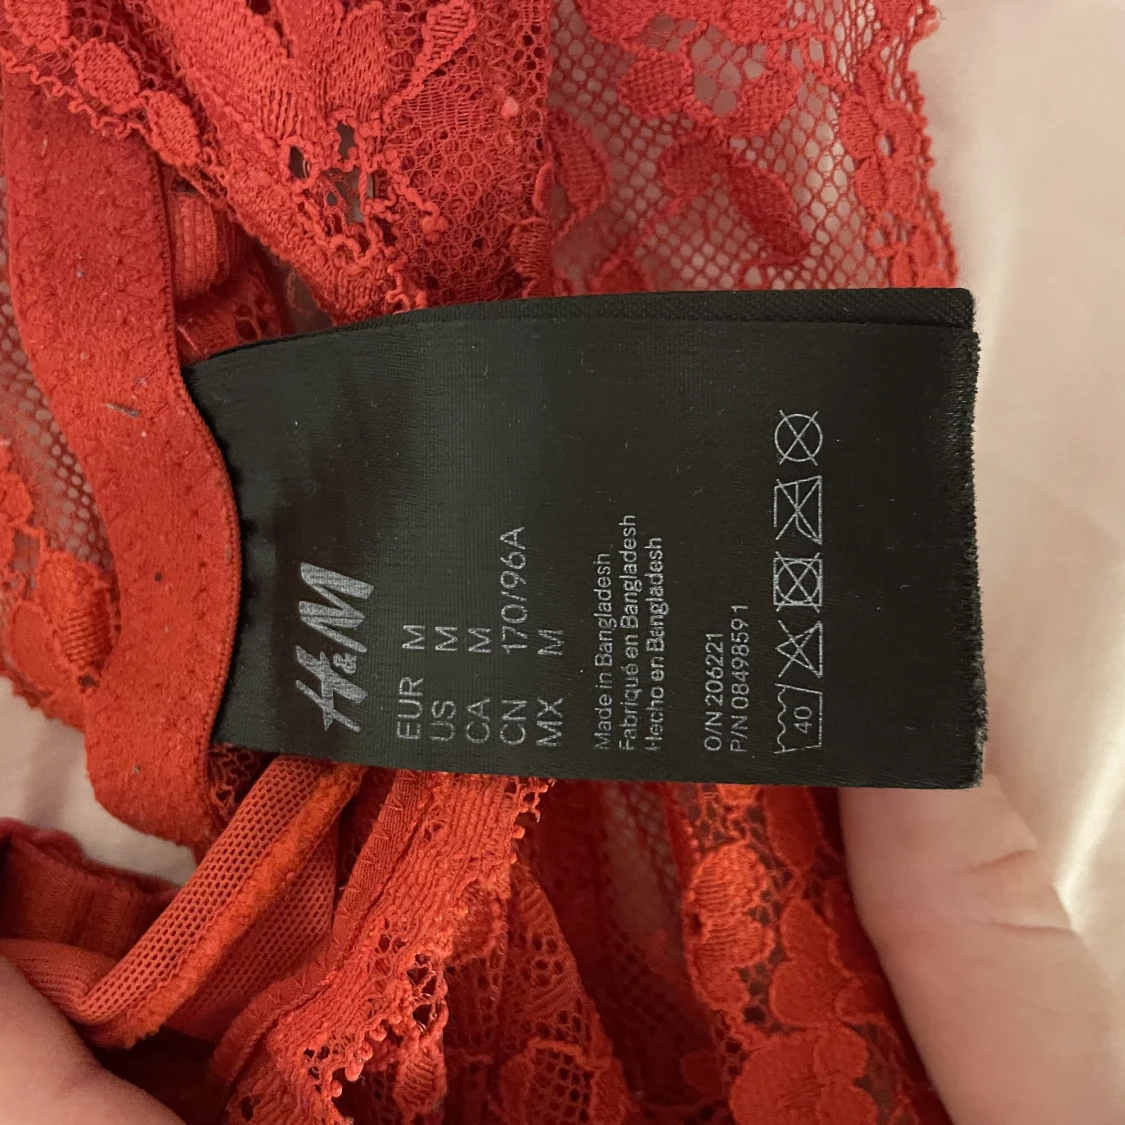 H&M
EUR M
US M
CA M
CN 170/96A
MX M
Made in Bangladesh
Fabriqué en Bangladesh
Hecho en Bangladesh
O/N 206221
P/N 08498591
40